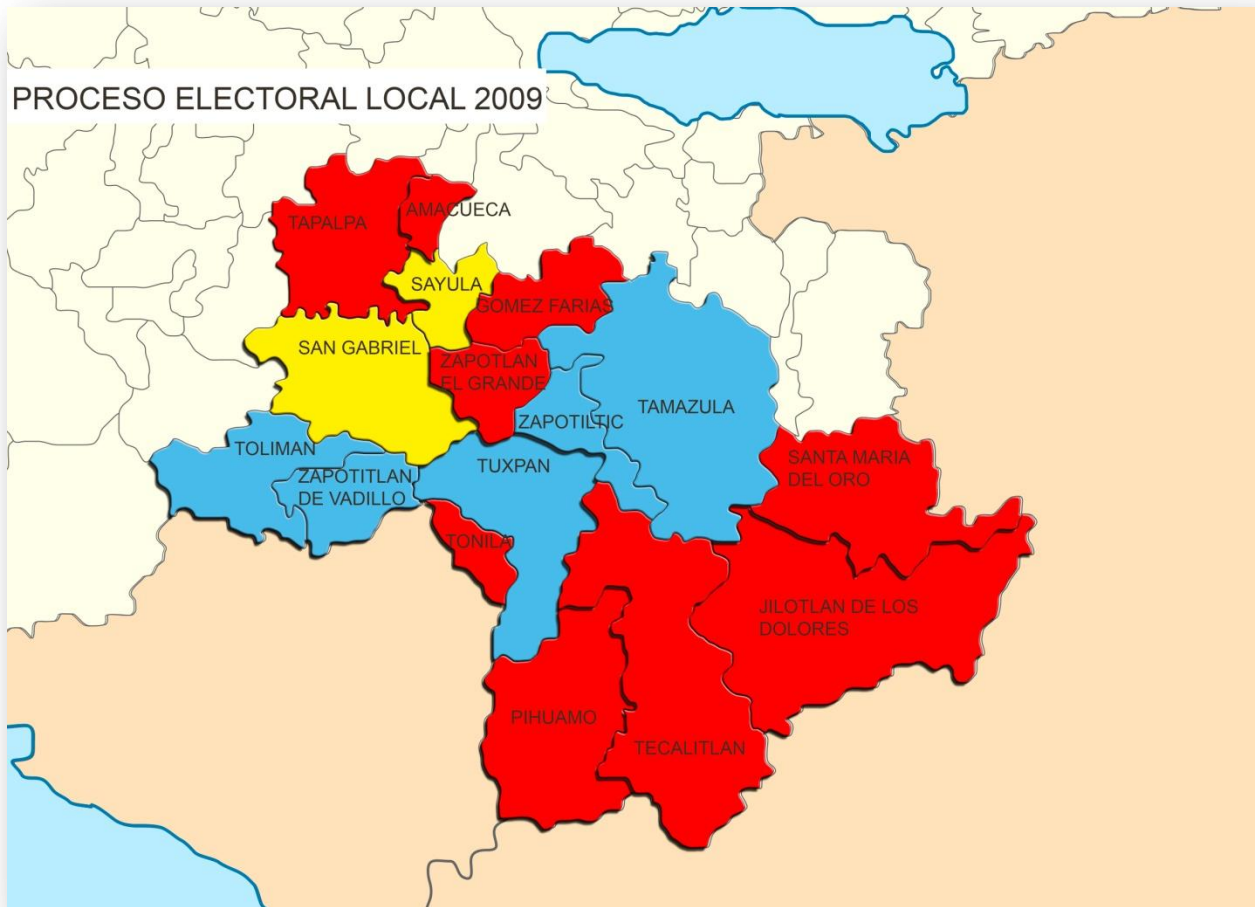 PROCESO ELECTORAL LOCAL 2009
TAPALPA
AMACUECA
SAYULA
GOMEZ FARIAS
SAN GABRIEL
ZAPOTLAN
EL GRANDE
ZAPOTILTIC
TAMAZULA
TOLIMAN
ZAPOTITLAN
DE VADILLO
TUXPAN
SANTA MARIA
DEL ORO
TONILA
JILOTLAN DE LOS
DOLORES
PIHUAMO
TECALITLAN